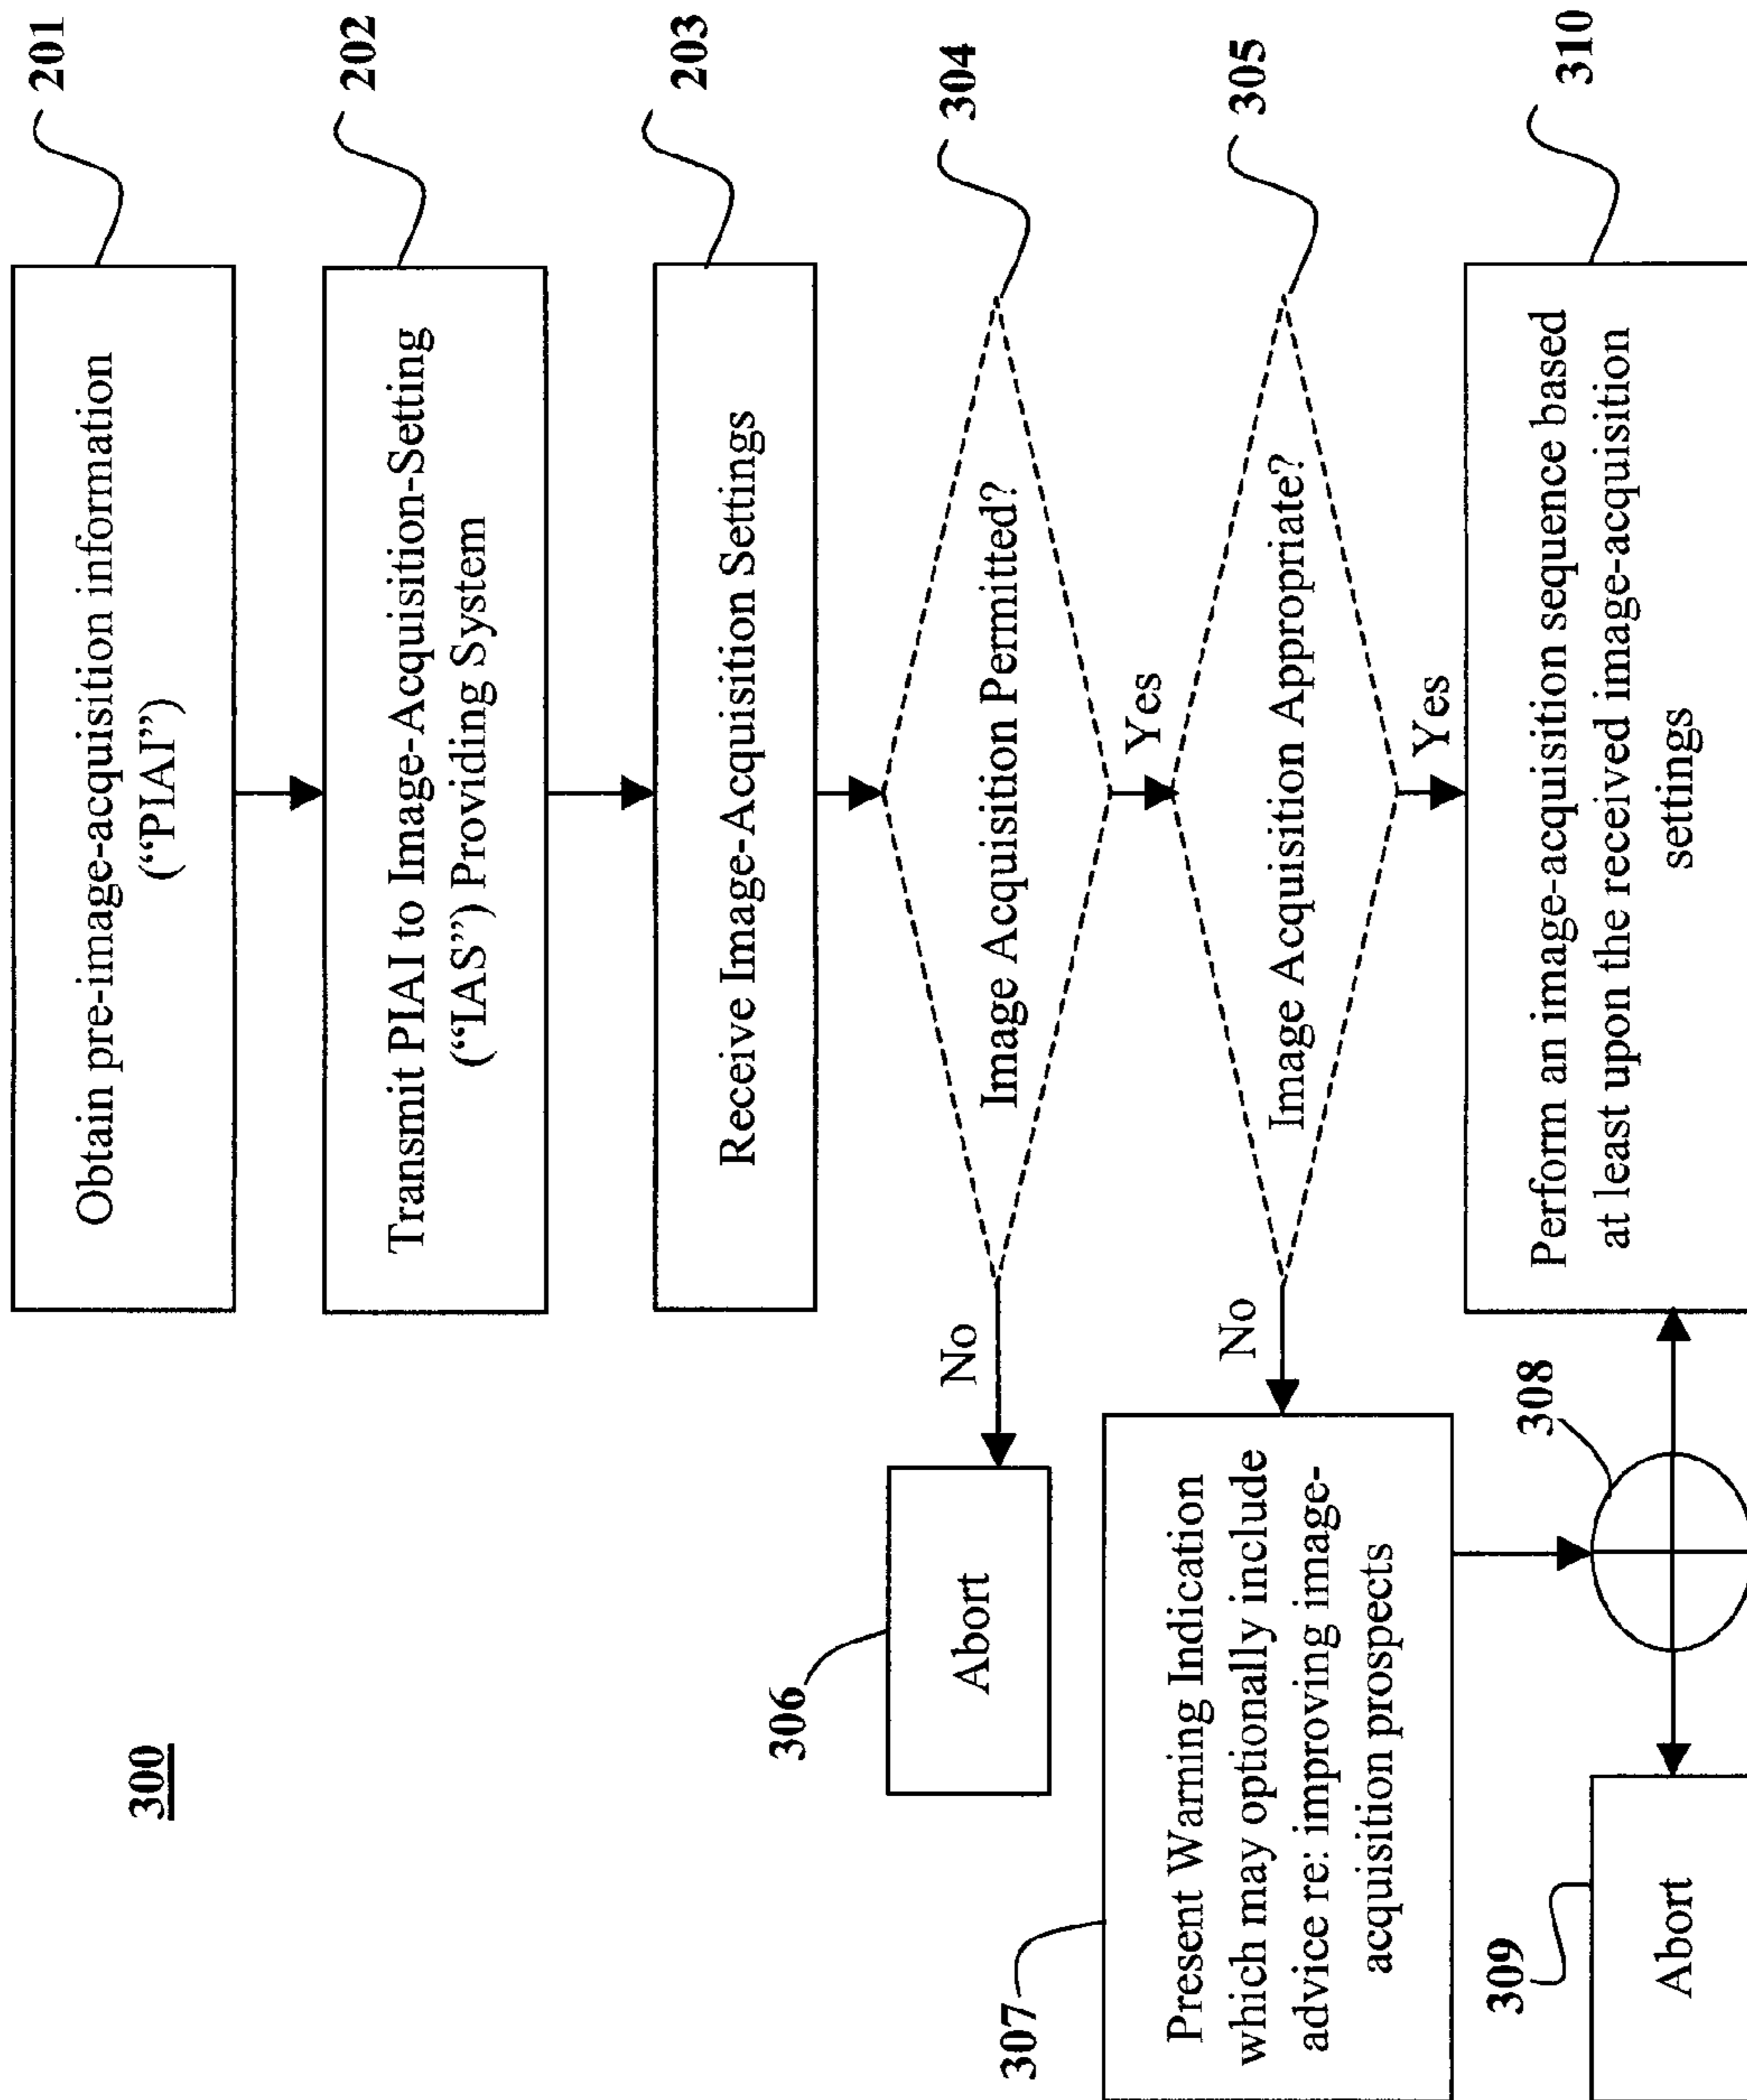 300
Obtain pre-image-acquisition information
(“PIAI”)
201
Transmit PIAI to Image-Acquisition-Setting
(“IAS”) Providing System
202
Receive Image-Acquisition Settings
203
Image Acquisition Permitted?
304
No
Yes
306
Abort
Image Acquisition Appropriate?
305
No
Yes
307
Present Warning Indication
which may optionally include
advice re: improving image-
acquisition prospects
308
309
Abort
Perform an image-acquisition sequence based
at least upon the received image-acquisition
settings
310